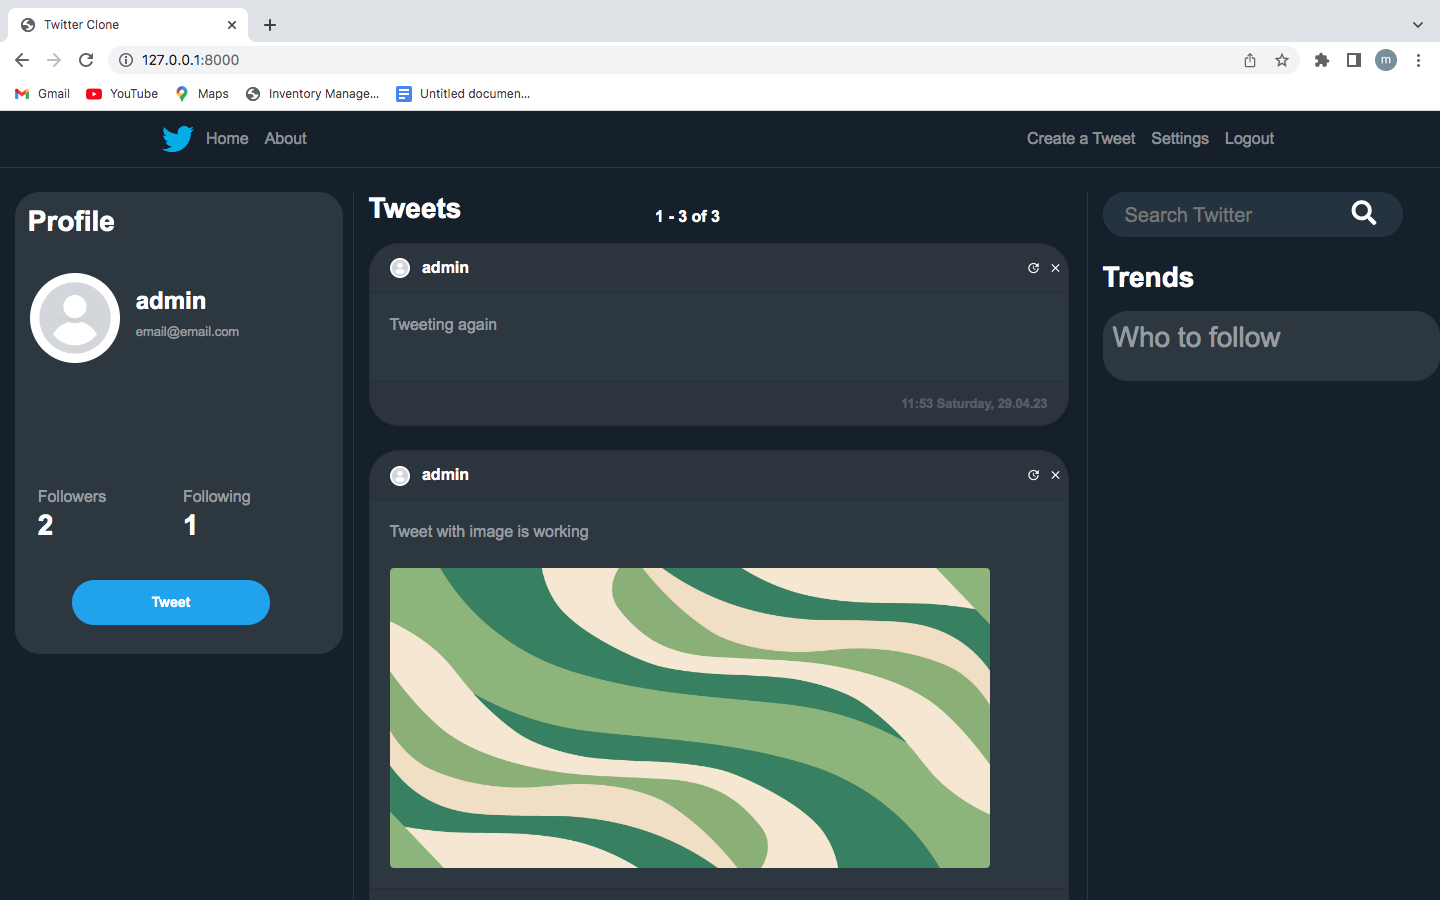 Twitter Clone
127.0.0.1:8000
m
Gmail YouTube Maps Inventory Manage... Untitled documen...
Home About Create a Tweet Settings Logout
Profile
admin
email@email.com
Followers Following
2 1
Tweet
Tweets 1 - 3 of 3
admin
Tweeting again
11:53 Saturday, 29.04.23
admin
Tweet with image is working
Search Twitter
Trends
Who to follow